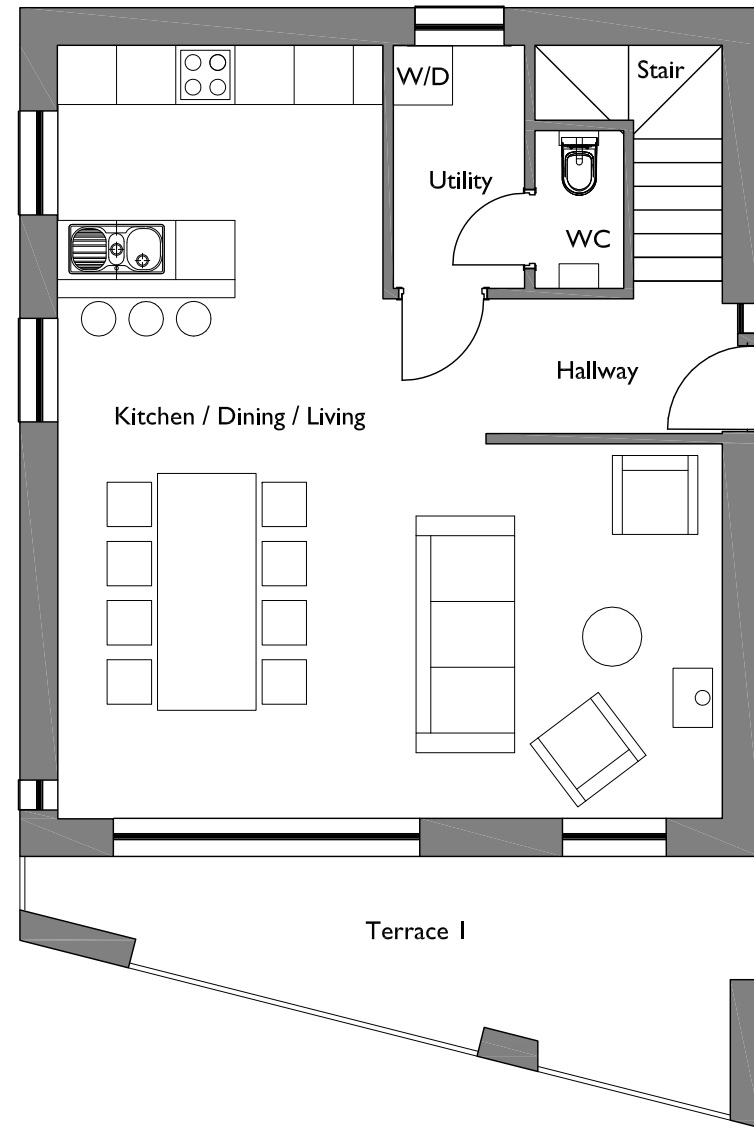 W/D
Stair
Utility
WC
Hallway
Kitchen / Dining / Living
Terrace 1